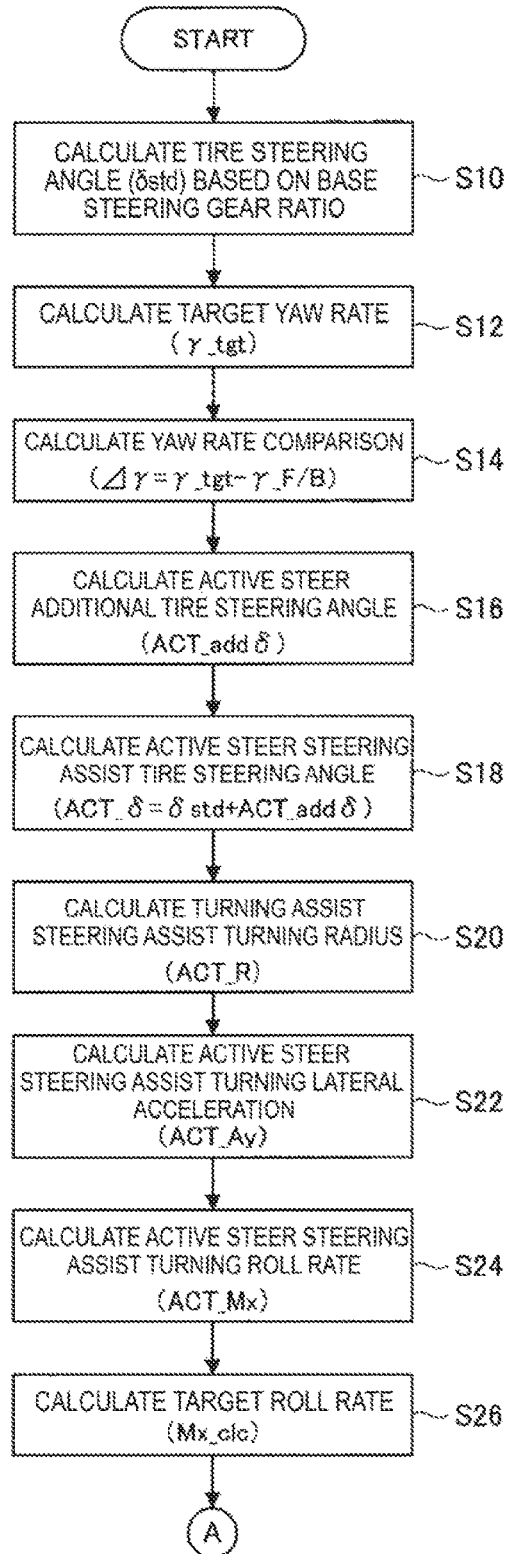 START
CALCULATE TIRE STEERING
ANGLE (δstd) BASED ON BASE
STEERING GEAR RATIO
S10
CALCULATE TARGET YAW RATE
(γ_tgt)
S12
CALCULATE YAW RATE COMPARISON
(⊿γ=γ_tgt-γ_F/B)
S14
CALCULATE ACTIVE STEER
ADDITIONAL TIRE STEERING ANGLE
(ACT_add δ)
S16
CALCULATE ACTIVE STEER STEERING
ASSIST TIRE STEERING ANGLE
(ACT_δ=δ std+ACT_add δ)
S18
CALCULATE TURNING ASSIST
STEERING ASSIST TURNING RADIUS
(ACT_R)
S20
CALCULATE ACTIVE STEER
STEERING ASSIST TURNING LATERAL
ACCELERATION
(ACT_Ay)
S22
CALCULATE ACTIVE STEER STEERING
ASSIST TURNING ROLL RATE
(ACT_Mx)
S24
CALCULATE TARGET ROLL RATE
(Mx_clc)
S26
A